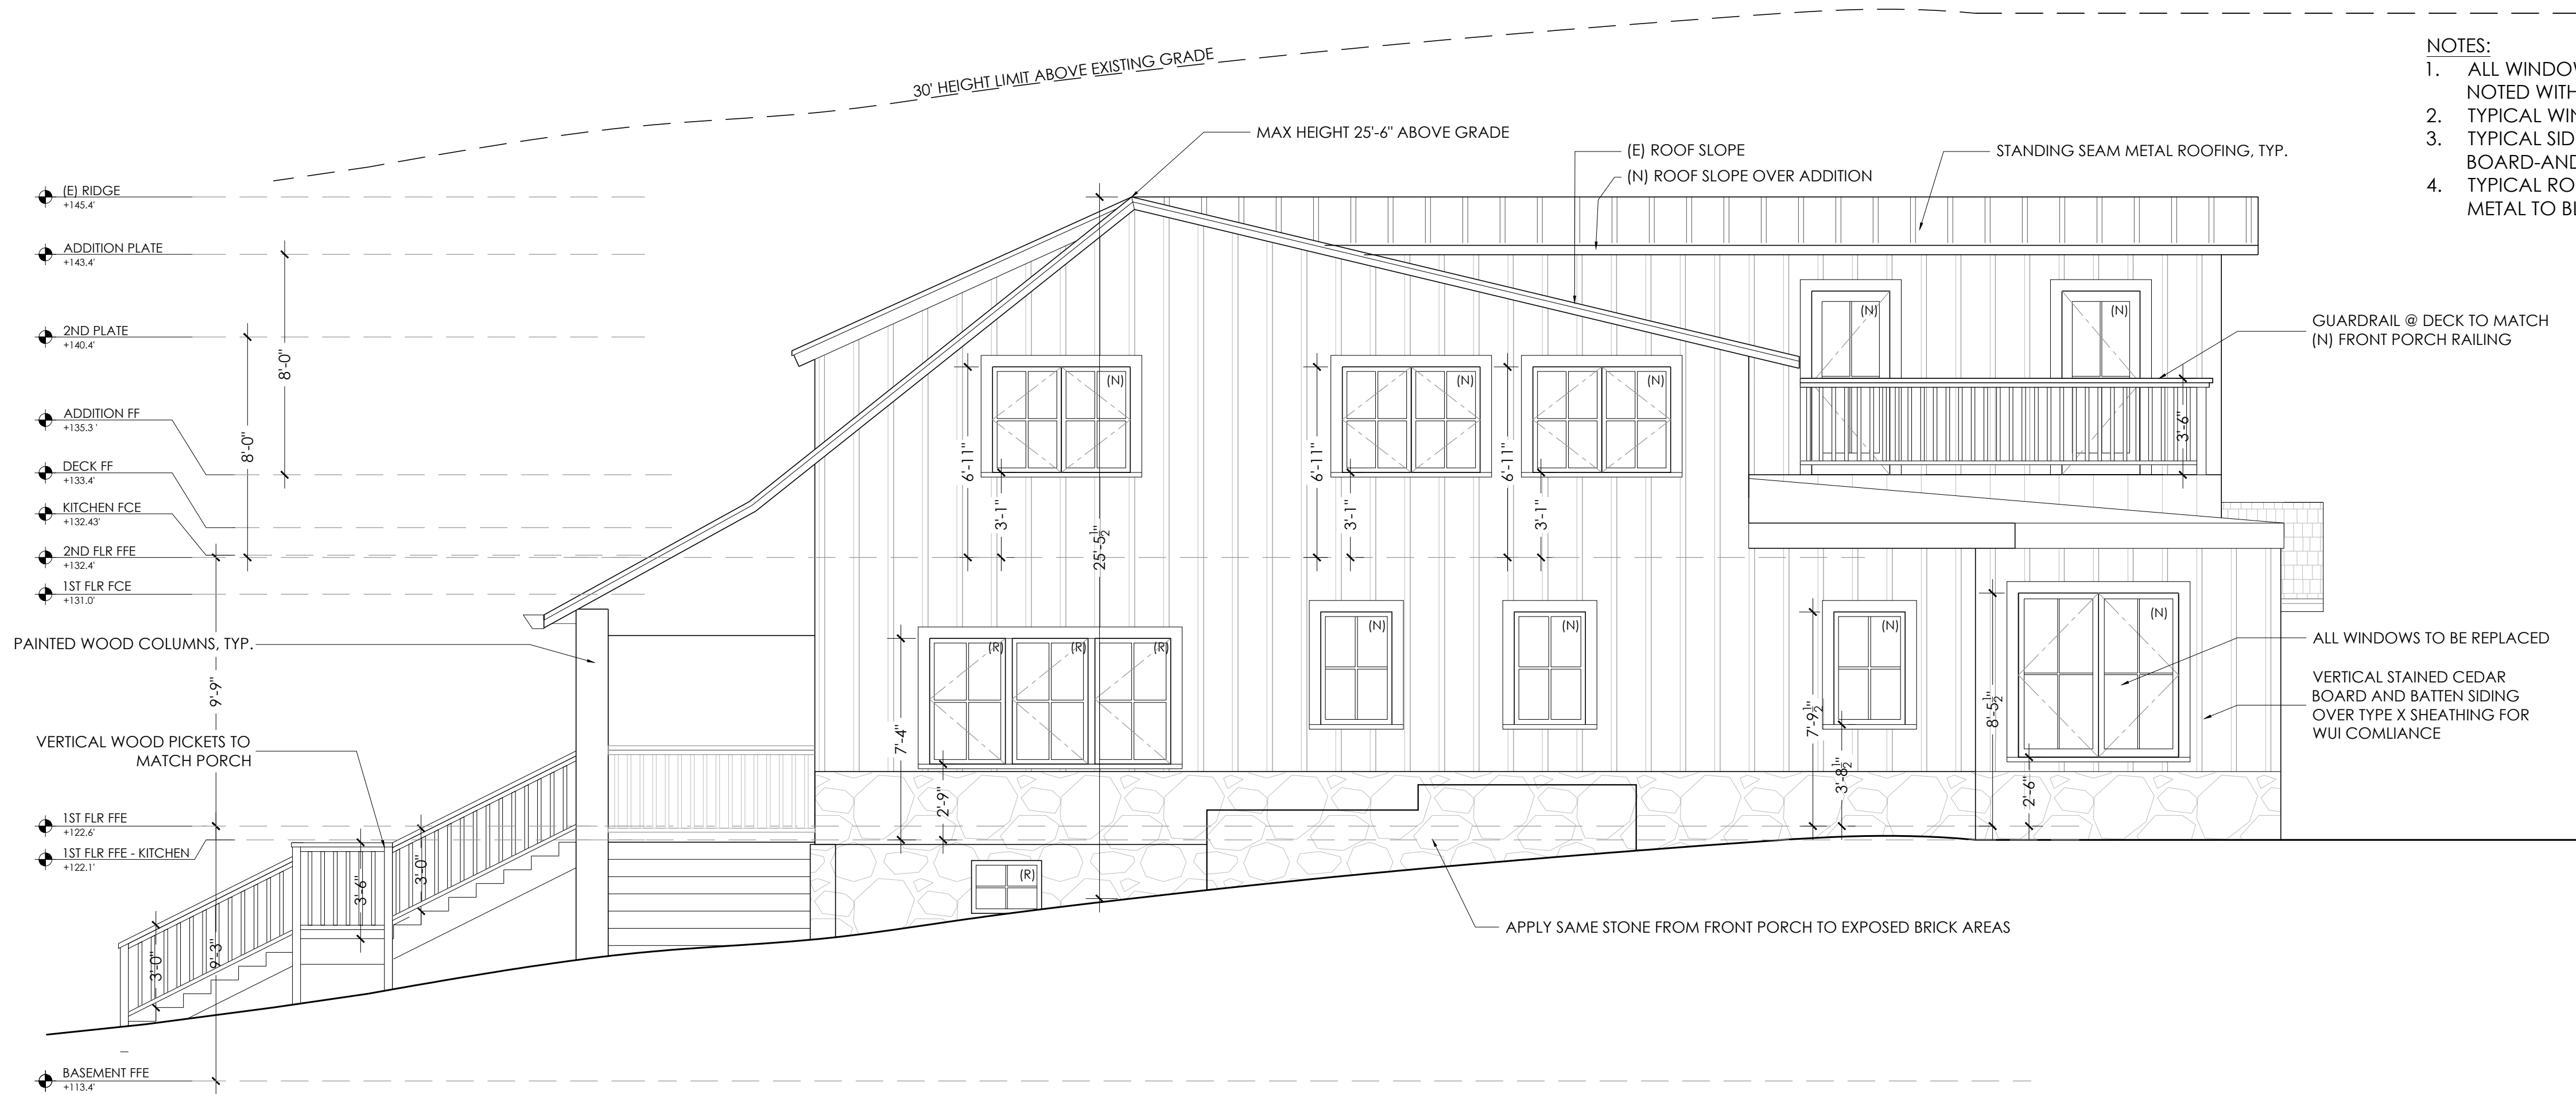 30' HEIGHT LIMIT ABOVE EXISTING GRADE
NOTES:
1. ALL WINDOW
NOTED WITH
2. TYPICAL WIN
3. TYPICAL SID
BOARD-AND
4. TYPICAL RO
METAL TO BL
MAX HEIGHT 25'-6" ABOVE GRADE
(E) ROOF SLOPE
(N) ROOF SLOPE OVER ADDITION
STANDING SEAM METAL ROOFING, TYP.
(E) RIDGE
+145.4'
ADDITION PLATE
+143.4'
2ND PLATE
+140.4'
ADDITION FF
+135.3 '
DECK FF
+133.4'
KITCHEN FCE
+132.43'
2ND FLR FFE
+132.4'
1ST FLR FCE
+131.0'
8'-0"
8'-0"
PAINTED WOOD COLUMNS, TYP.
9'-9"
VERTICAL WOOD PICKETS TO
MATCH PORCH
1ST FLR FFE
+122.6'
1ST FLR FFE - KITCHEN
+122.1'
BASEMENT FFE
+113.4'
3'-0"
9'-3"
3'-6"
3'-0"
(N)
(N)
(N)
(N)
(N)
6'-11"
3'-1"
25'-5½"
6'-11"
3'-1"
6'-11"
3'-1"
3'-6"
GUARDRAIL @ DECK TO MATCH
(N) FRONT PORCH RAILING
(R)
(R)
(R)
(N)
(N)
(N)
(N)
7'-4"
2'-9"
7'-9½"
3'-8½"
8'-5½"
2'-6"
(R)
ALL WINDOWS TO BE REPLACED
VERTICAL STAINED CEDAR
BOARD AND BATTEN SIDING
OVER TYPE X SHEATHING FOR
WUI COMLIANCE
APPLY SAME STONE FROM FRONT PORCH TO EXPOSED BRICK AREAS